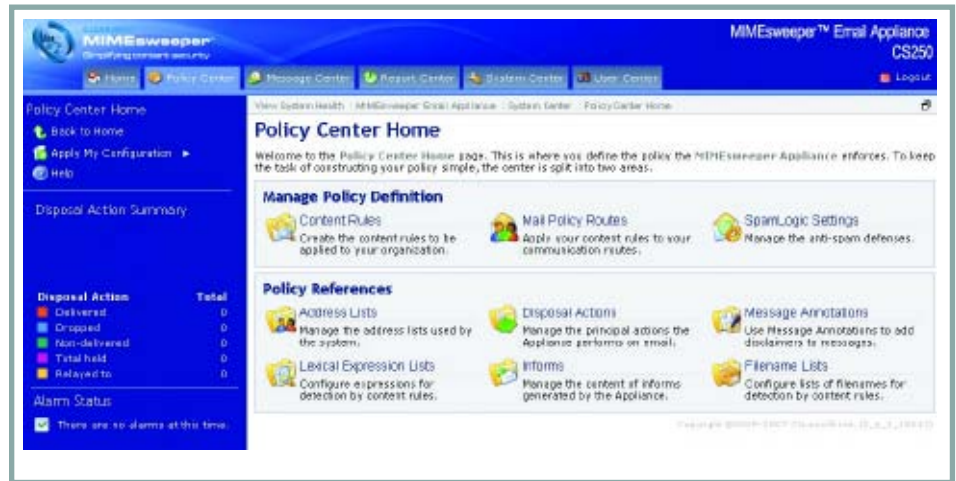 MIMEsweeper™ Email Appliance
CS250
MIMEsweeper
Simplifying content security
Home
Policy Center
Message Center
Report Center
System Center
User Center
Logout
Policy Center Home
Back to Home
Apply My Configuration
Help
Disposal Action Summary
Disposal Action Total
Delivered 0
Dropped 0
Non-delivered 0
Total held 0
Relayed to 0
Alarm Status
There are no alarms at this time.
View System Health : MIMEsweeper Email Appliance : System Center : Policy Center Home
Policy Center Home
Welcome to the Policy Center Home page. This is where you define the policy the MIMEsweeper Appliance enforces. To keep
the task of constructing your policy simple, the center is split into two areas.
Manage Policy Definition
Content Rules
Create the content rules to be
applied to your organization.
Mail Policy Routes
Apply your content rules to your
communication routes.
SpamLogic Settings
Manage the anti-spam defenses.
Policy References
Address Lists
Manage the address lists used by
the system.
Disposal Actions
Manage the principal actions the
Appliance performs on email.
Message Annotations
Use Message Annotations to add
disclaimers to messages.
Lexical Expression Lists
Configure expressions for
detection by content rules.
Informs
Manage the content of informs
generated by the Appliance.
Filename Lists
Configure lists of filenames for
detection by content rules.